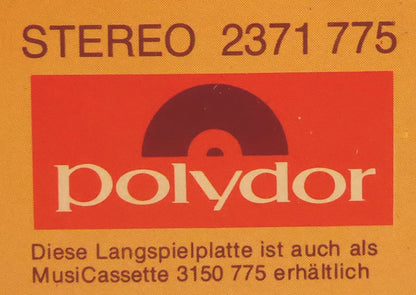 STEREO 2371 775
polydor
Diese Langspielplatte ist auch als
MusiCassette 3150 775 erhältlich